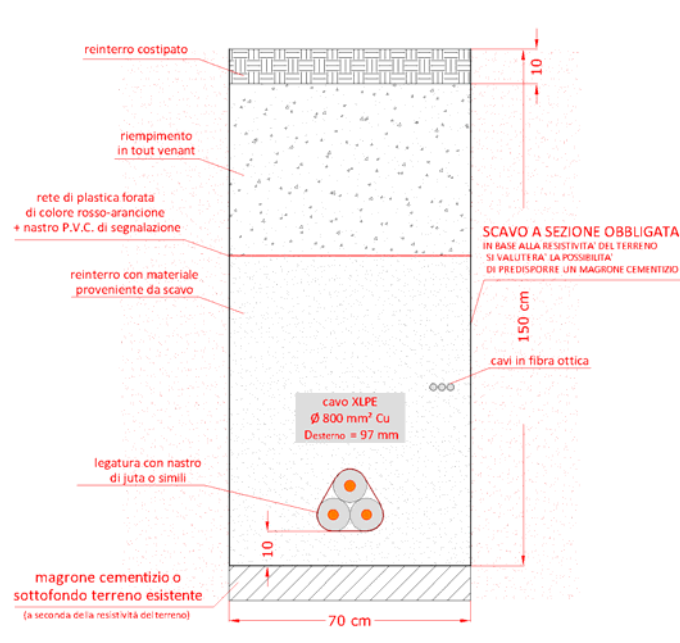 reinterro costipato
10
riempimento
in tout venant
rete di plastica forata
di colore rosso-arancione
+ nastro P.V.C. di segnalazione
SCAVO A SEZIONE OBBLIGATA
IN BASE ALLA RESISTIVITA' DEL TERRENO
SI VALUTERA' LA POSSIBILITA'
DI PREDISPORRE UN MAGRONE CEMENTIZIO
reinterro con materiale
proveniente da scavo
150 cm
cavi in fibra ottica
cavo XLPE
Ø 800 mm² Cu
Desterno = 97 mm
legatura con nastro
di juta o simili
10
magrone cementizio o
sottofondo terreno esistente
(a seconda della resistività del terreno)
70 cm